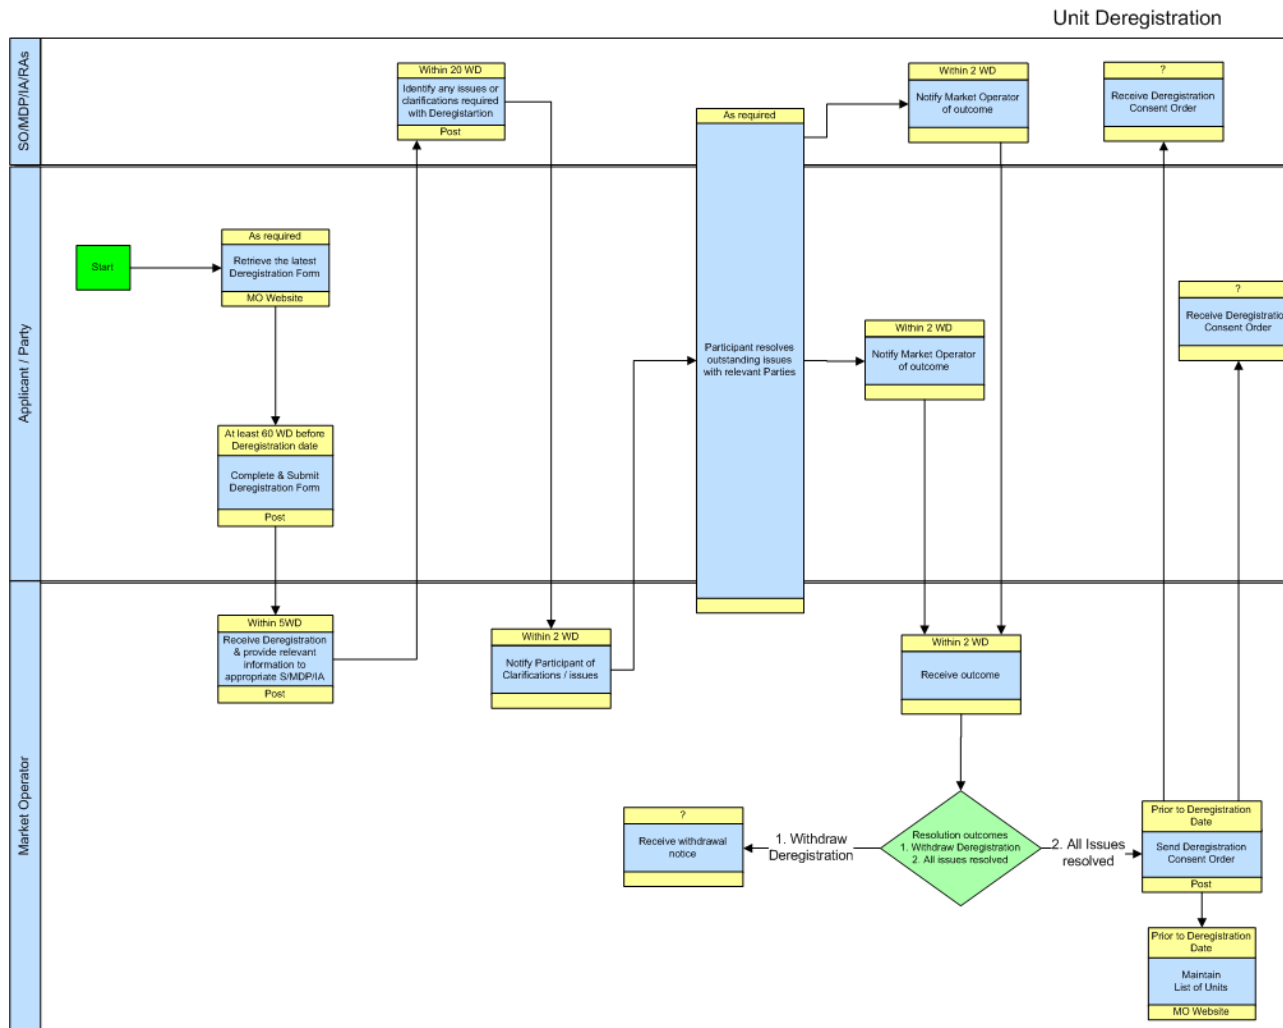 Unit Deregistration
SO/MDP/IA/RAs
Within 20 WD
Identify any issues or
clarifications required
with Deregistartion
Post
As required
Within 2 WD
Notify Market Operator
of outcome
?
Receive Deregistration
Consent Order
Applicant / Party
Start
As required
Retrieve the latest
Deregistration Form
MO Website
At least 60 WD before
Deregistration date
Complete & Submit
Deregistration Form
Post
Participant resolves
outstanding issues
with relevant Parties
Within 2 WD
Notify Market Operator
of outcome
?
Receive Deregistratio
Consent Order
Market Operator
Within 5WD
Receive Deregistration
& provide relevant
information to
appropriate S/MDP/IA
Post
Within 2 WD
Notify Participant of
Clarifications / issues
Within 2 WD
Receive outcome
?
Receive withdrawal
notice
1. Withdraw
Deregistration
Resolution outcomes
1. Withdraw Deregistration
2. All issues resolved
2. All Issues
resolved
Prior to Deregistration
Date
Send Deregistration
Consent Order
Post
Prior to Deregistration
Date
Maintain
List of Units
MO Website